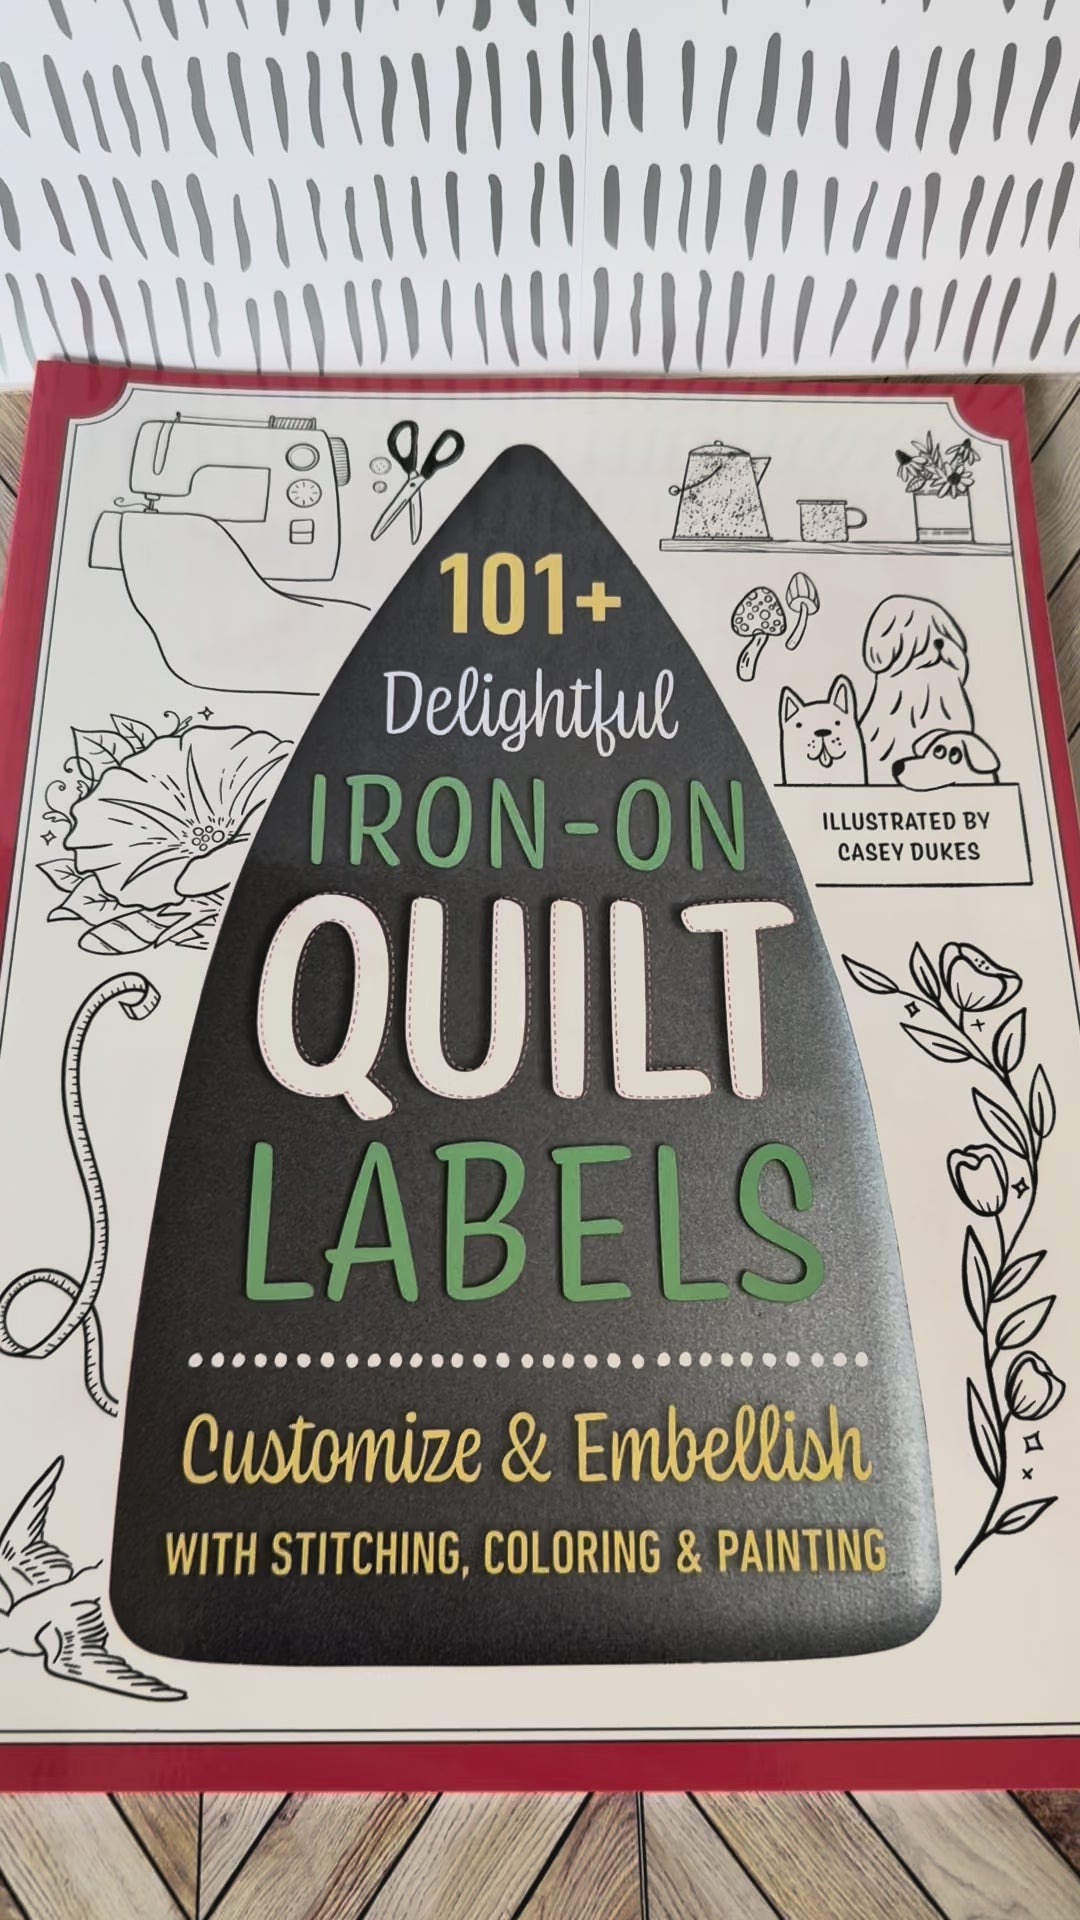 101+
Delightful
IRON-ON
QUILT
LABELS
Customize & Embellish
WITH STITCHING, COLORING & PAINTING
ILLUSTRATED BY
CASEY DUKES